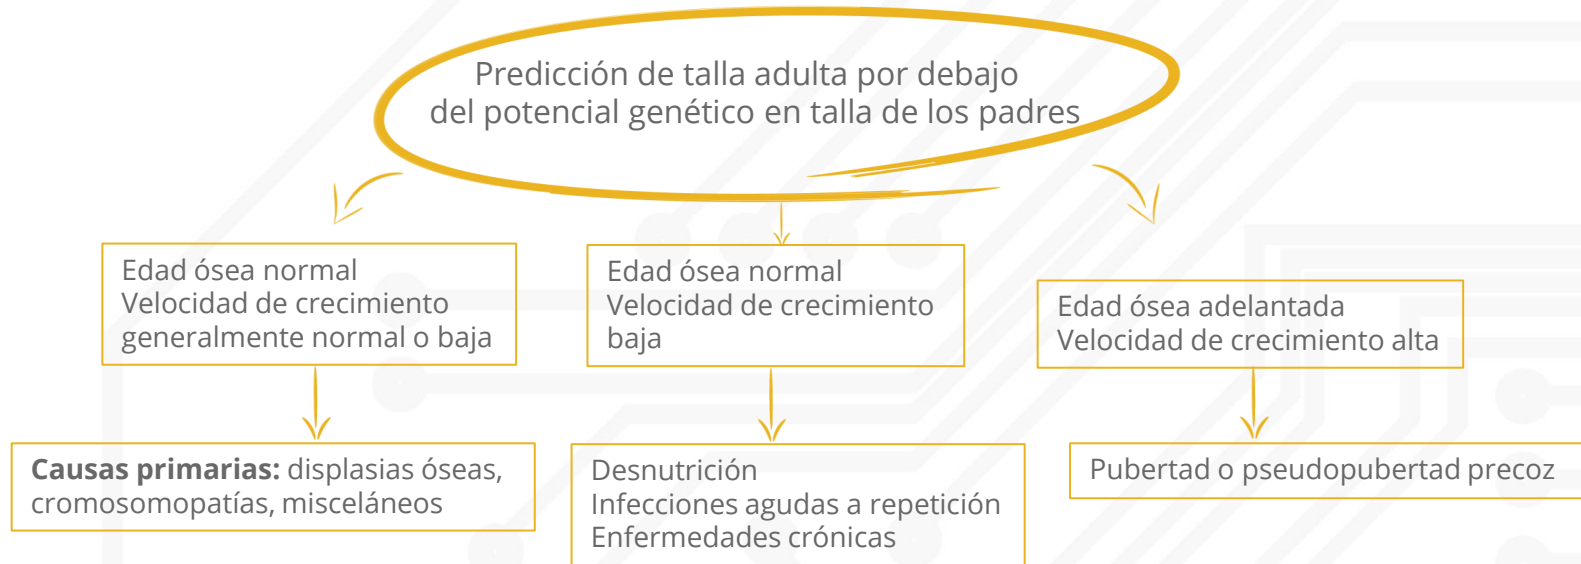 Predicción de talla adulta por debajo
del potencial genético en talla de los padres
Edad ósea normal
Velocidad de crecimiento
generalmente normal o baja
Edad ósea normal
Velocidad de crecimiento
baja
Edad ósea adelantada
Velocidad de crecimiento alta
Causas primarias: displasias óseas,
cromosomopatías, misceláneos
Desnutrición
Infecciones agudas a repetición
Enfermedades crónicas
Pubertad o pseudopubertad precoz